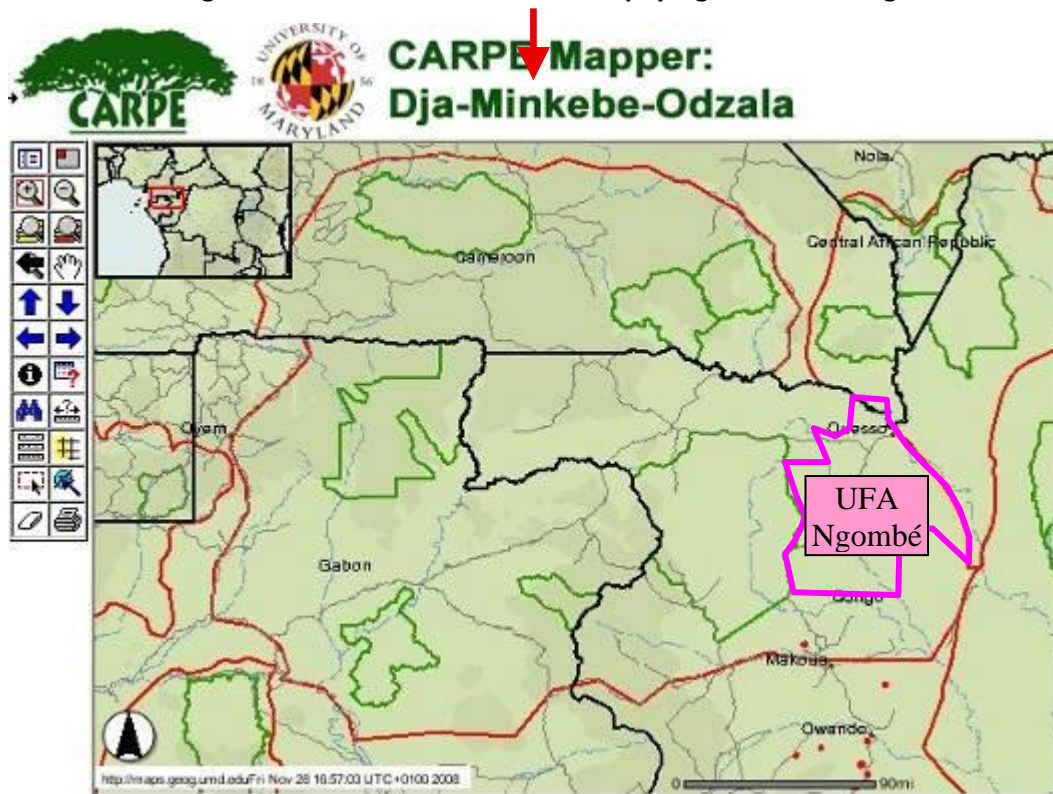 CARPE
UNIVERSITY OF
18 56
MARYLAND
CARPE Mapper:
Dja-Minkebe-Odzala
Nola
Central African Republic
Cameroon
Oyem
Ouesso
UFA
Ngombé
Gabon
Congo
Makoua
Owando
http://maps.geog.umd.eduFri Nov 28 16:57:03 UTC+0100 2008
0 90mi